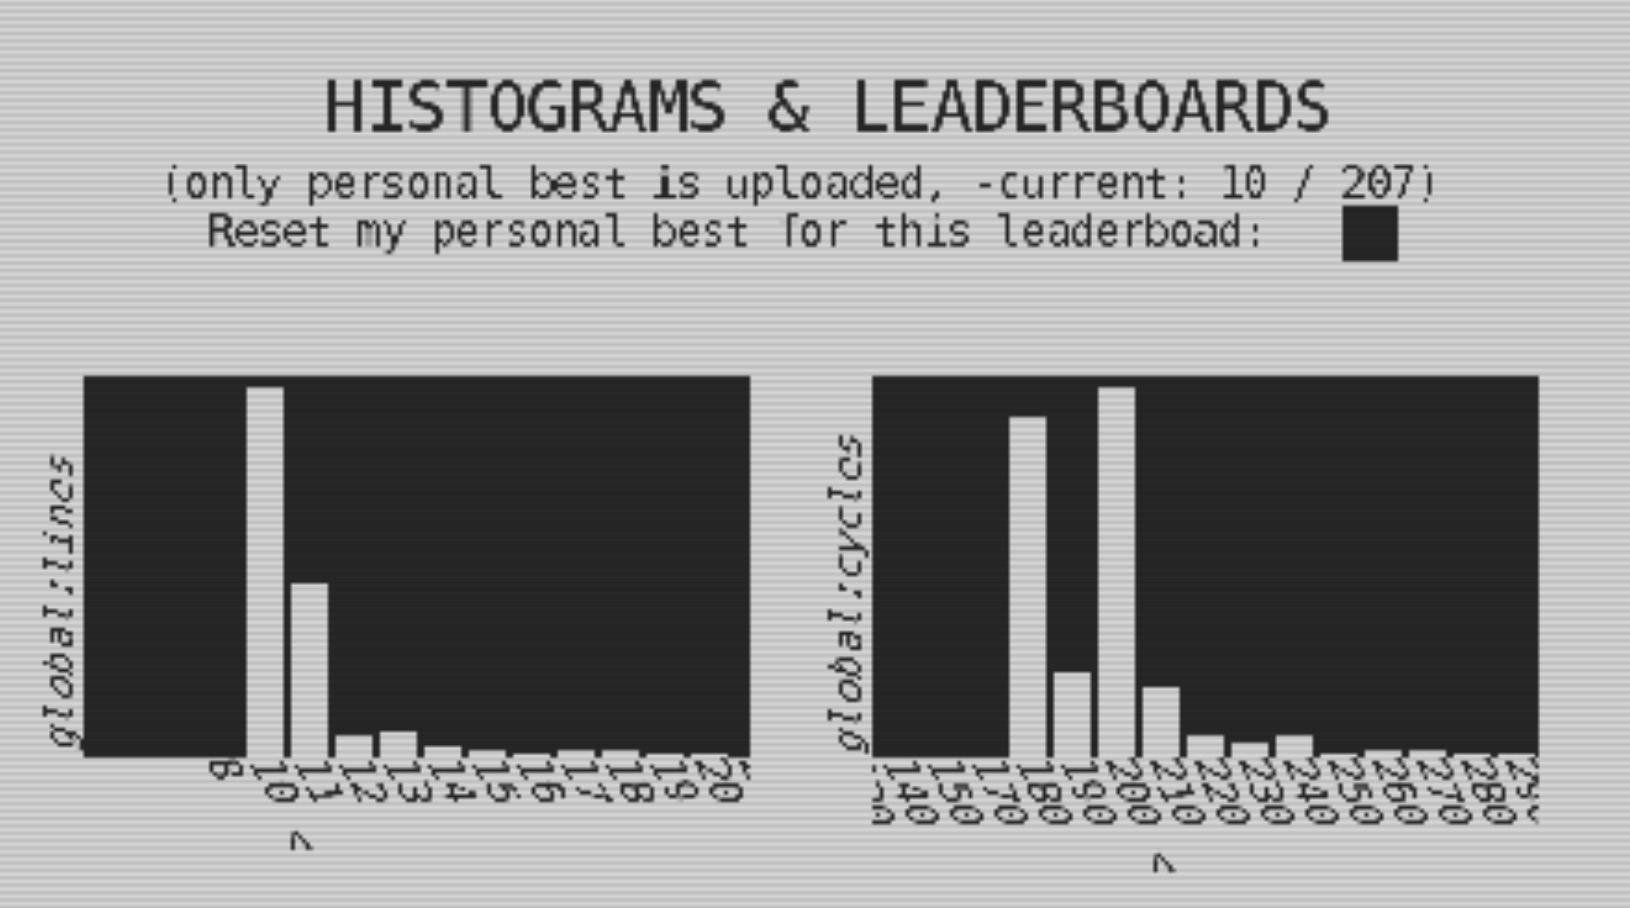 HISTOGRAMS & LEADERBOARDS
(only personal best is uploaded, -current: 10 / 207)
Reset my personal best for this leaderboad:
global:lines
10 11 12 13 14 15 16 17 18 19 20
global:cycles
140 150 170 180 190 200 210 220 230 240 250 260 270 280